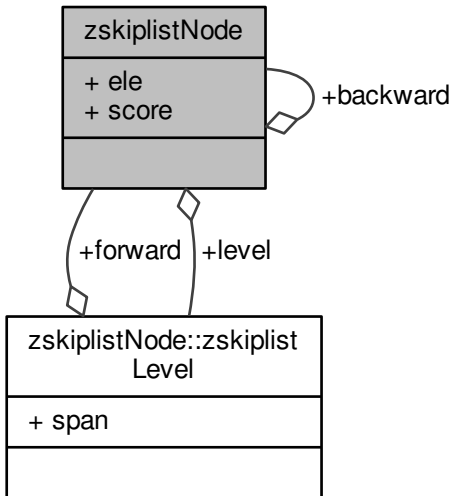 zskiplistNode
+ ele
+ score
+backward
+forward
+level
zskiplistNode::zskiplist
Level
+ span